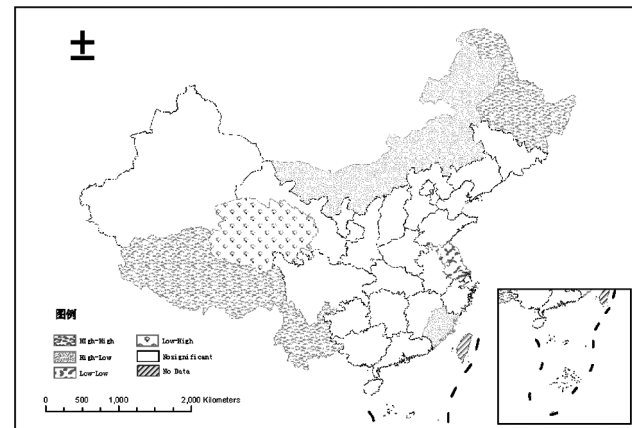 图例
High-High
High-Low
Low-Low
Low-High
Nosignificant
No Data
0 500 1,000 2,000 Kilometers